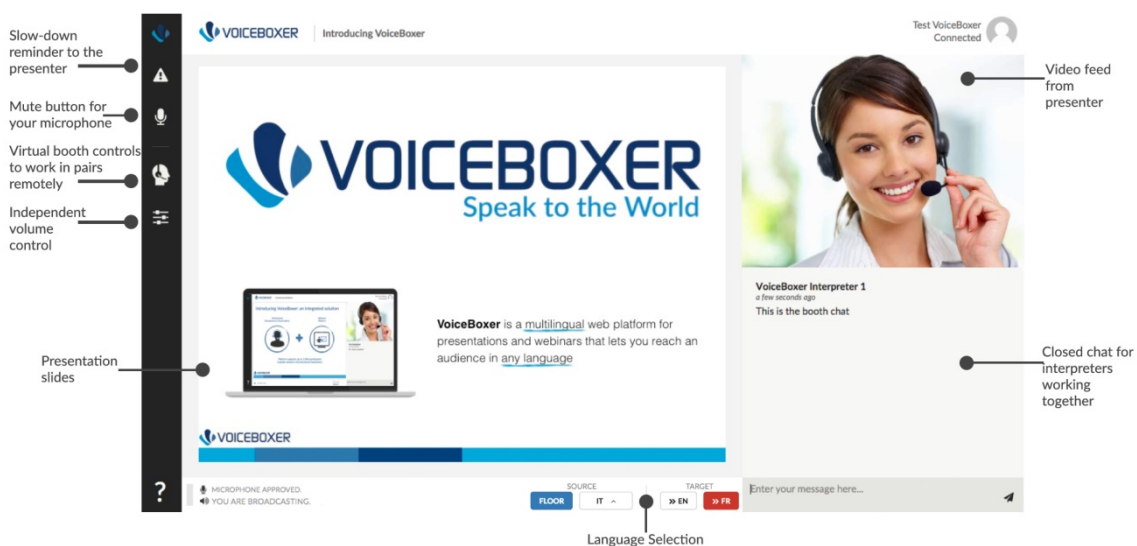 Slow-down
reminder to the
presenter
Mute button for
your microphone
Virtual booth controls
to work in pairs
remotely
Independent
volume
control
Presentation
slides
VOICEBOXER
Introducing VoiceBoxer
Test VoiceBoxer
Connected
VOICEBOXER
Speak to the World
VoiceBoxer is a multilingual web platform for
presentations and webinars that lets you reach an
audience in any language
VOICEBOXER
?
MICROPHONE APPROVED.
YOU ARE BROADCASTING.
SOURCE
FLOOR
IT
TARGET
» EN
» FR
Language Selection
VoiceBoxer Interpreter 1
a few seconds ago
This is the booth chat
Enter your message here...
Video feed
from
presenter
Closed chat for
interpreters
working
together